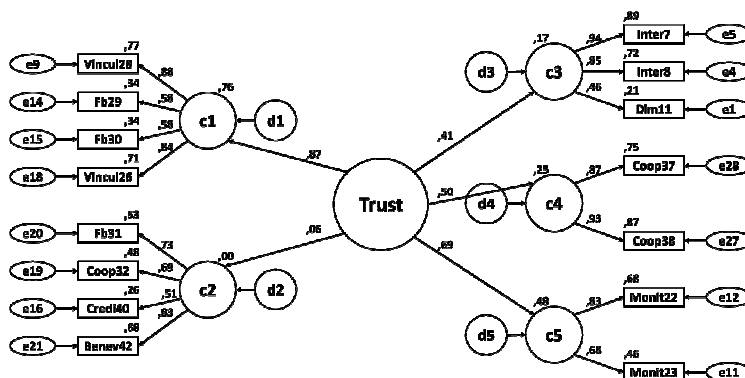 ,77
e9 Vincul28 ,88
,34
e14 Fb29 ,58
,34
e15 Fb30 ,58
,71
e18 Vincul26 ,84
,76
c1 d1
,87
,53
e20 Fb31 ,73
,48
e19 Coop32 ,69
,26
e16 Credi40 ,51
,68
e21 Benev42 ,83
,00
c2 d2
,06
Trust
,41
,50
,69
d3 ,17
c3
,94 ,89
Inter7 e5
,85 ,72
Inter8 e4
,46 ,21
Dim11 e1
d4 ,25
c4
,87 ,75
Coop37 e28
,93 ,87
Coop38 e27
d5 ,48
c5
,83 ,68
Monit22 e12
,68 ,46
Monit23 e11